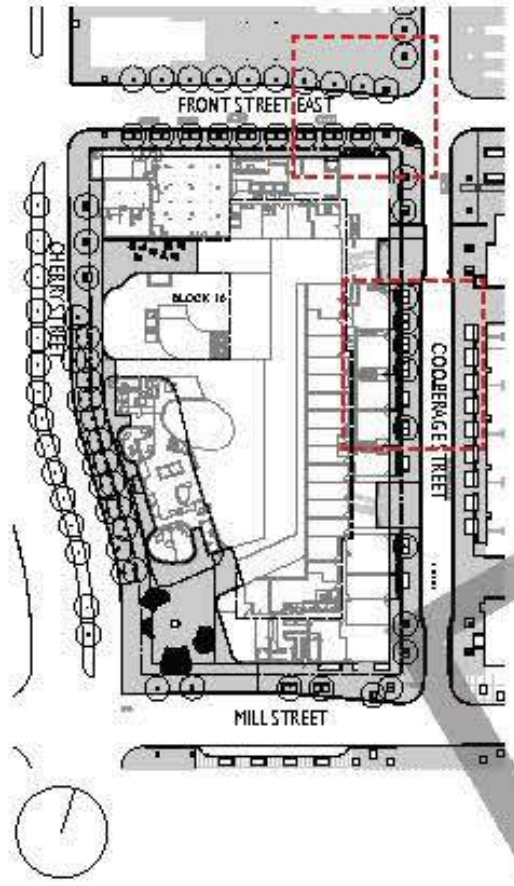 FRONT STREET EAST
CHERRY STREET
BLOCK 16
COOPERAGE STREET
MILL STREET